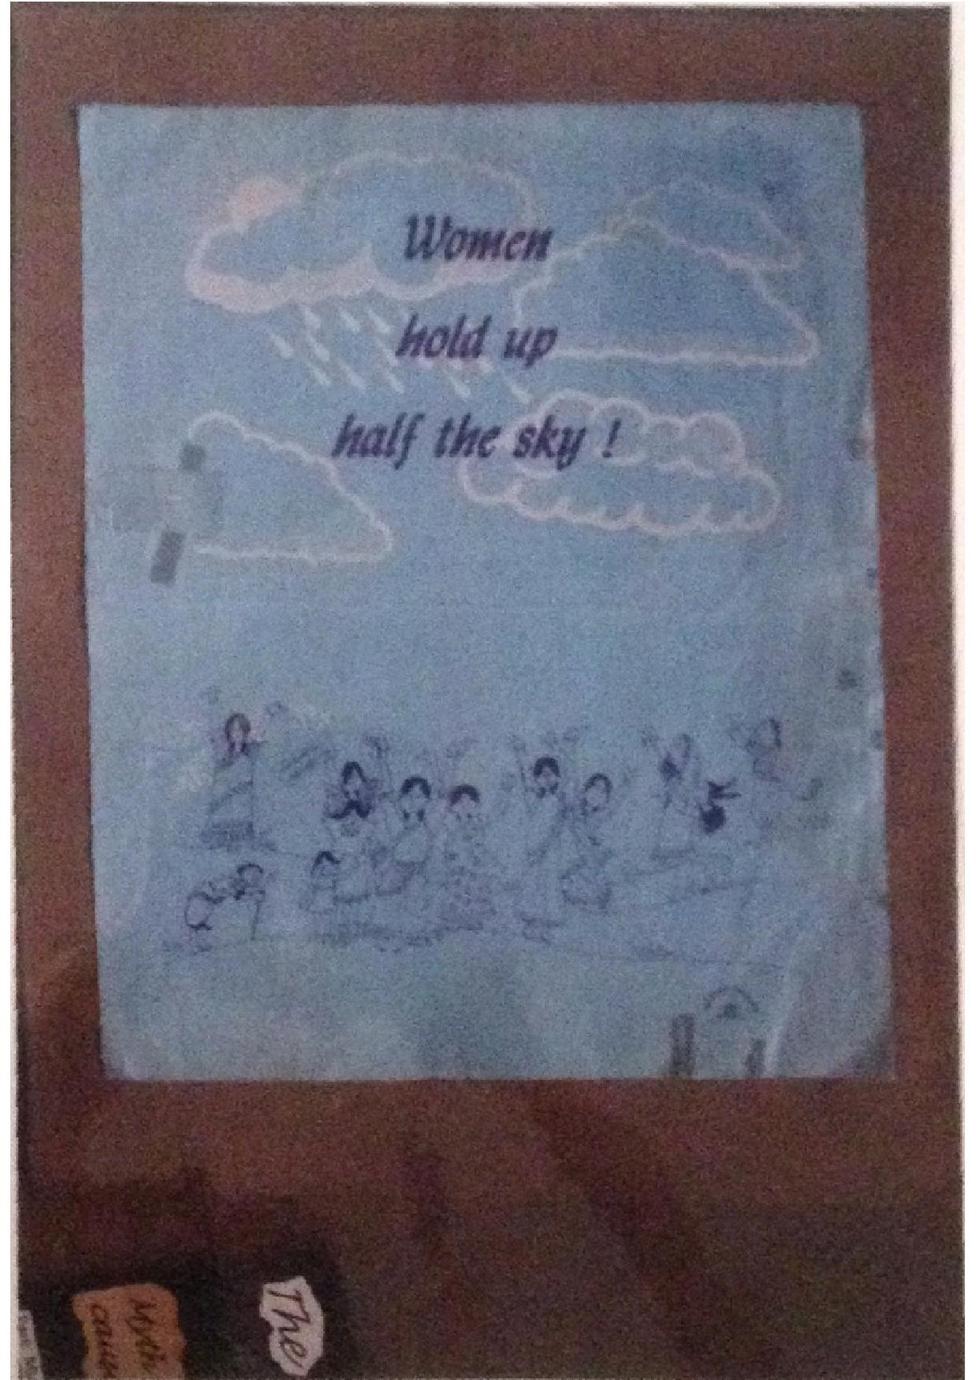 Women
hold up
half the sky !
The